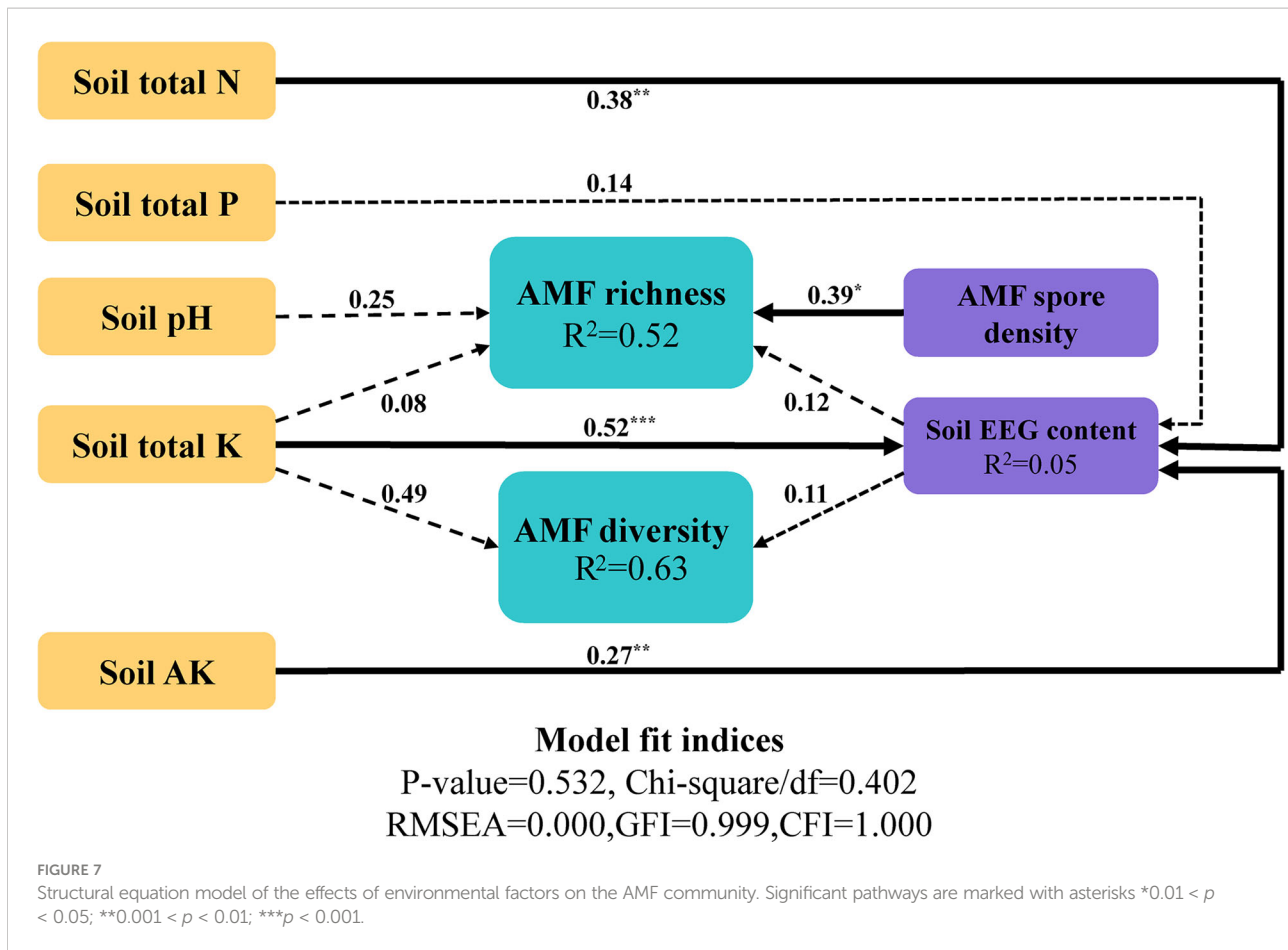 Soil total N
0.38**
Soil total P
0.14
Soil pH
0.25
AMF richness
R²=0.52
0.39*
AMF spore
density
Soil total K
0.08
0.52***
0.12
Soil EEG content
R²=0.05
0.49
0.11
AMF diversity
R²=0.63
Soil AK
0.27**
Model fit indices
P-value=0.532, Chi-square/df=0.402
RMSEA=0.000,GFI=0.999,CFI=1.000
FIGURE 7
Structural equation model of the effects of environmental factors on the AMF community. Significant pathways are marked with asterisks *0.01 < p
< 0.05; **0.001 < p < 0.01; ***p < 0.001.